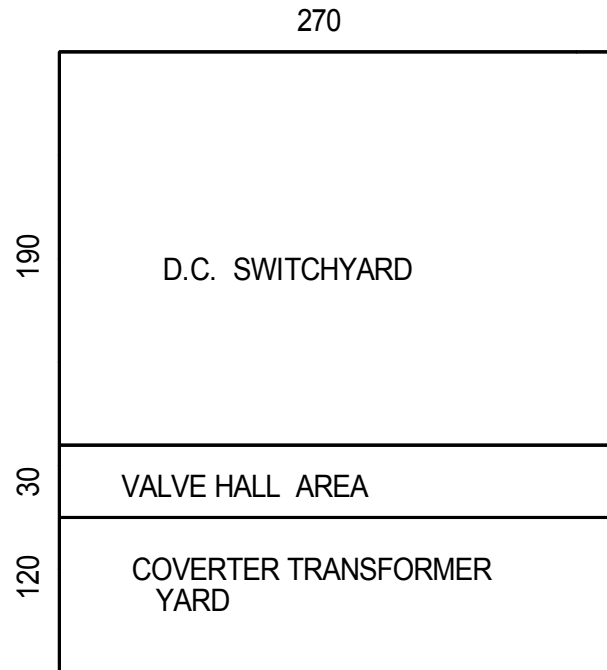 270
190
D.C. SWITCHYARD
30
VALVE HALL AREA
120
COVERTER TRANSFORMER
YARD